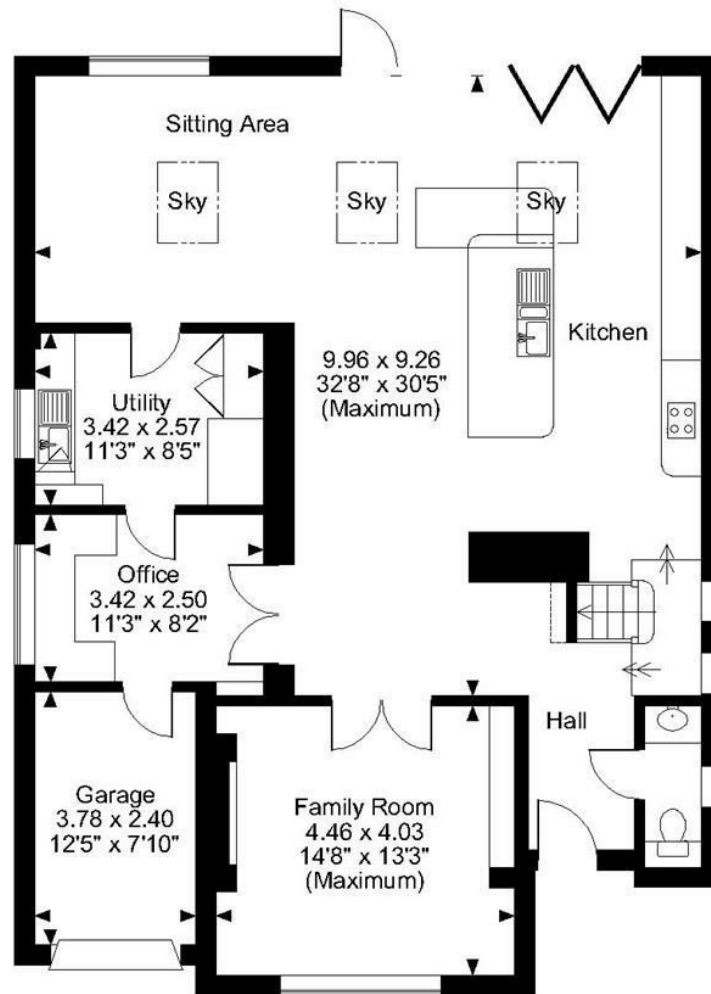 Sitting Area
Sky
Sky
Sky
Kitchen
9.96 x 9.26
32'8" x 30'5"
(Maximum)
Utility
3.42 x 2.57
11'3" x 8'5"
Office
3.42 x 2.50
11'3" x 8'2"
Hall
Garage
3.78 x 2.40
12'5" x 7'10"
Family Room
4.46 x 4.03
14'8" x 13'3"
(Maximum)